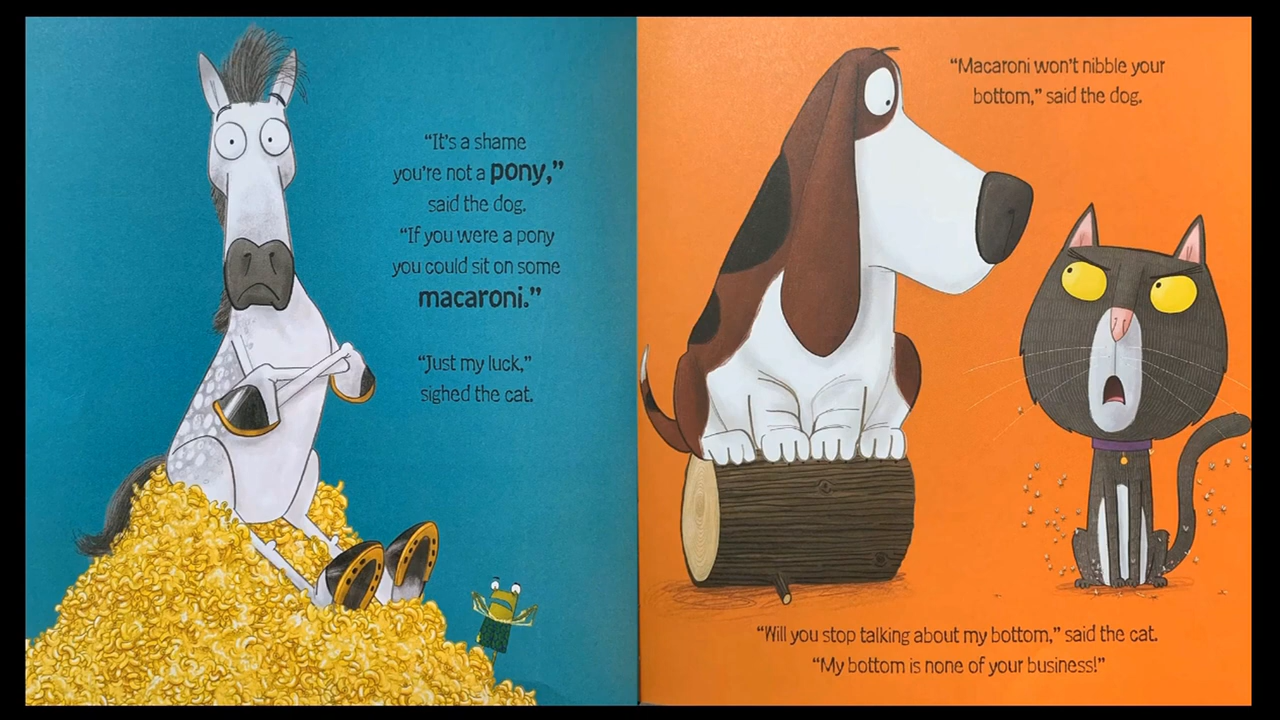 “It’s a shame
you’re not a pony,”
said the dog.
“If you were a pony
you could sit on some
macaroni.”
“Just my luck,”
sighed the cat.
“Macaroni won’t nibble your
bottom,” said the dog.
“Will you stop talking about my bottom,” said the cat.
“My bottom is none of your business!”